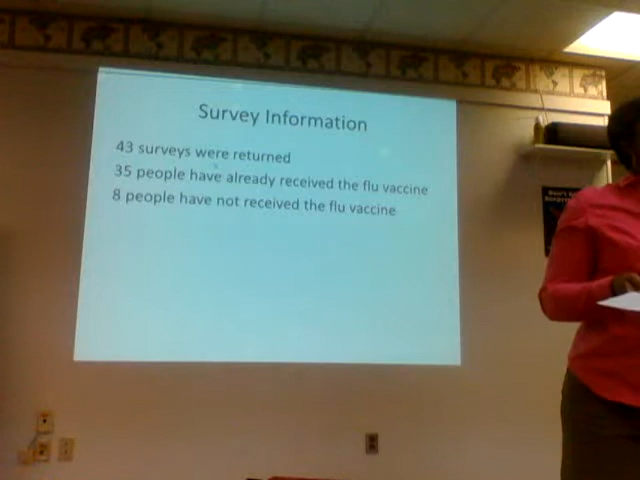 Survey Information
43 surveys were returned
35 people have already received the flu vaccine
8 people have not received the flu vaccine